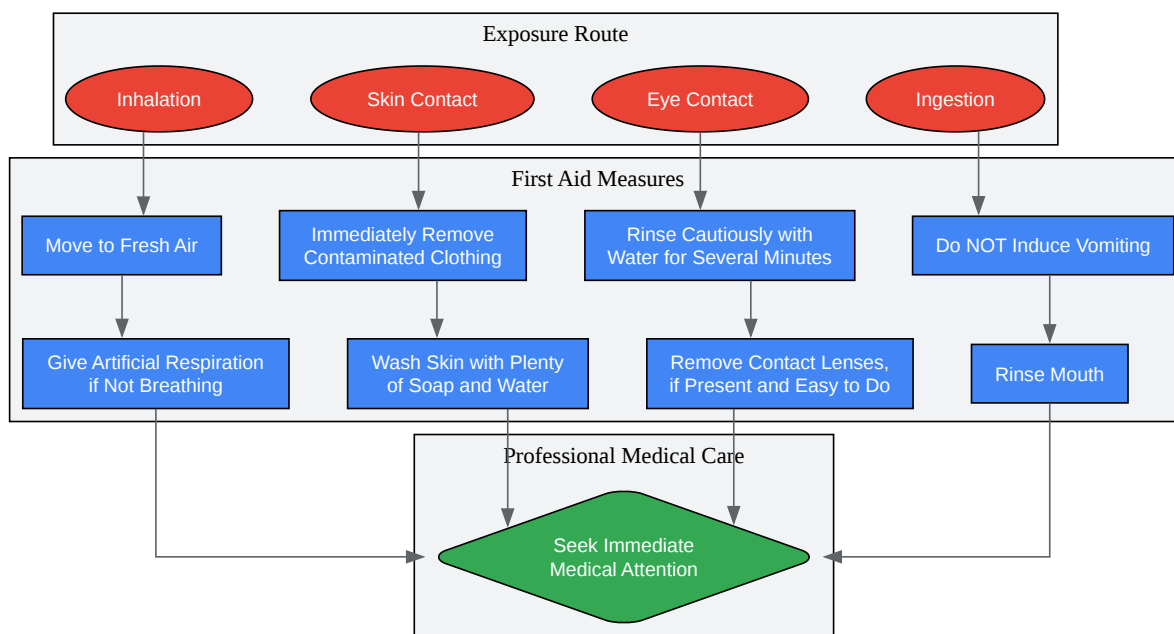 Exposure Route
Inhalation
Skin Contact
Eye Contact
Ingestion
First Aid Measures
Move to Fresh Air
Immediately Remove
Contaminated Clothing
Rinse Cautiously with
Water for Several Minutes
Do NOT Induce Vomiting
Give Artificial Respiration
if Not Breathing
Wash Skin with Plenty
of Soap and Water
Remove Contact Lenses,
if Present and Easy to Do
Rinse Mouth
Professional Medical Care
Seek Immediate
Medical Attention